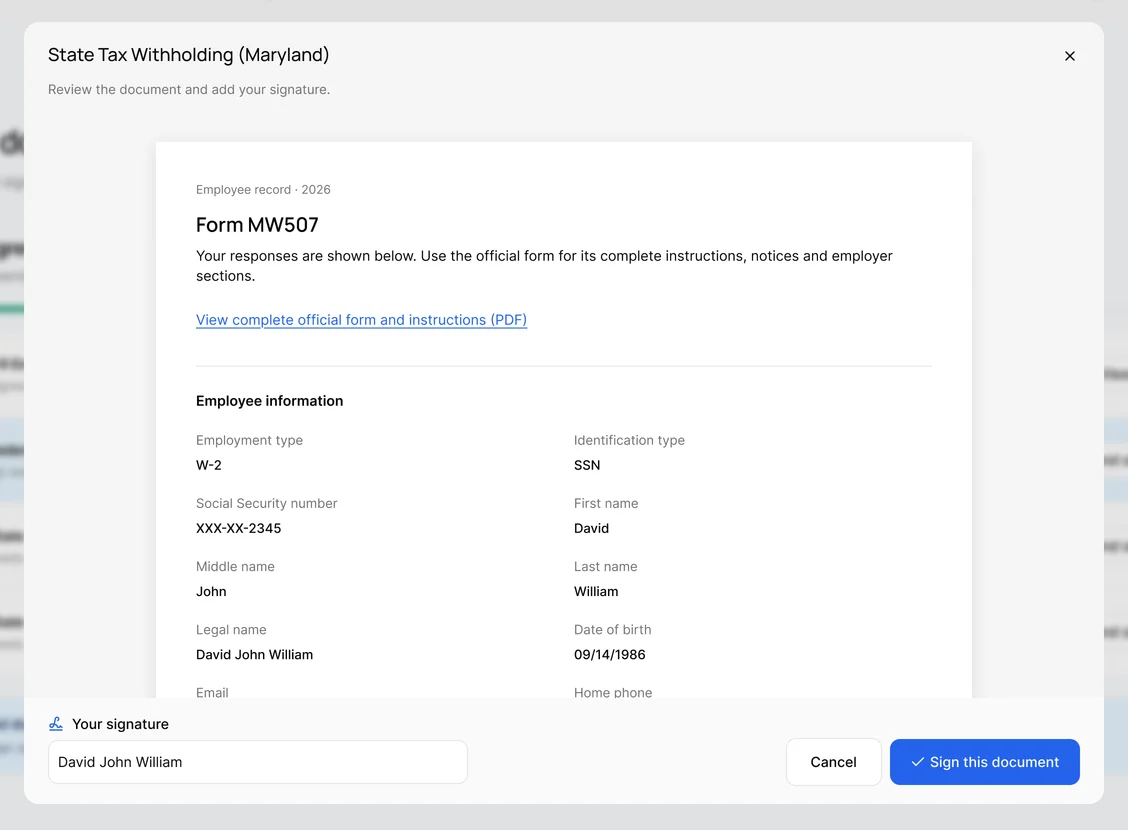 State Tax Withholding (Maryland)
Review the document and add your signature.
Employee record · 2026
Form MW507
Your responses are shown below. Use the official form for its complete instructions, notices and employer
sections.
View complete official form and instructions (PDF)
Employee information
Employment type
Identification type
W-2
SSN
Social Security number
First name
XXX-XX-2345
David
Middle name
Last name
John
William
Legal name
Date of birth
David John William
09/14/1986
Email
Home phone
Your signature
David John William
Cancel
Sign this document